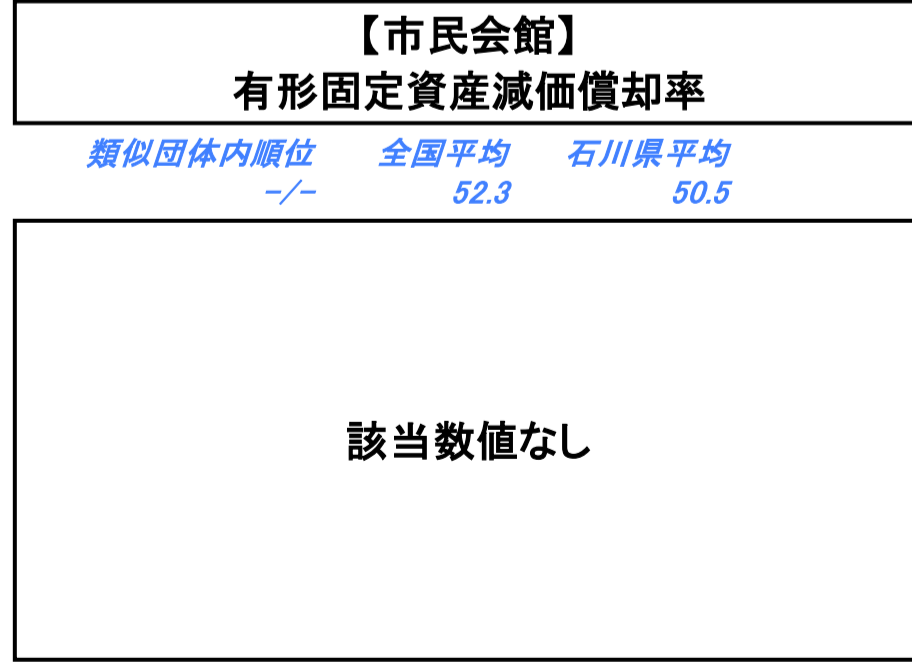 【市民会館】
有形固定資産減価償却率
類似団体内順位 全国平均 石川県平均
-/- 52.3 50.5
該当数値なし